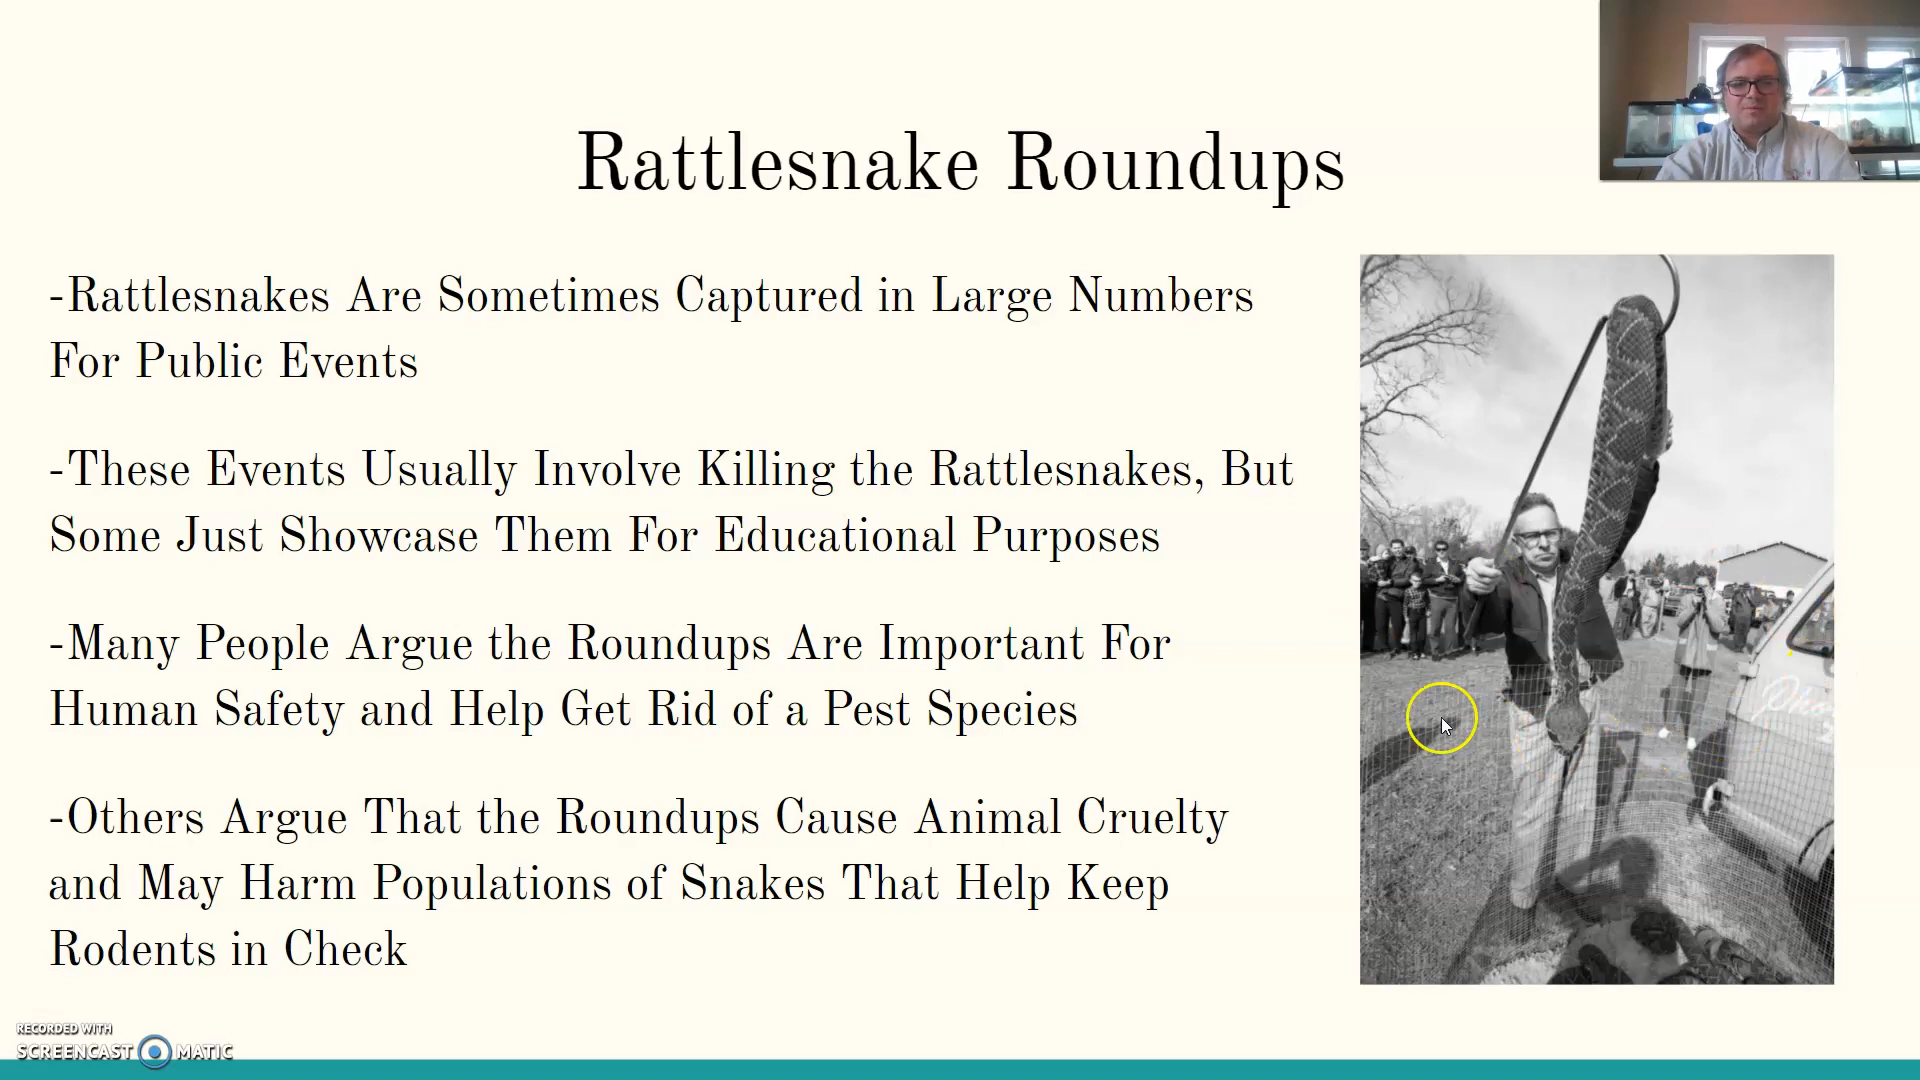 Rattlesnake Roundups
-Rattlesnakes Are Sometimes Captured in Large Numbers
For Public Events
-These Events Usually Involve Killing the Rattlesnakes, But
Some Just Showcase Them For Educational Purposes
-Many People Argue the Roundups Are Important For
Human Safety and Help Get Rid of a Pest Species
-Others Argue That the Roundups Cause Animal Cruelty
and May Harm Populations of Snakes That Help Keep
Rodents in Check
RECORDED WITH
SCREENCAST MATIC